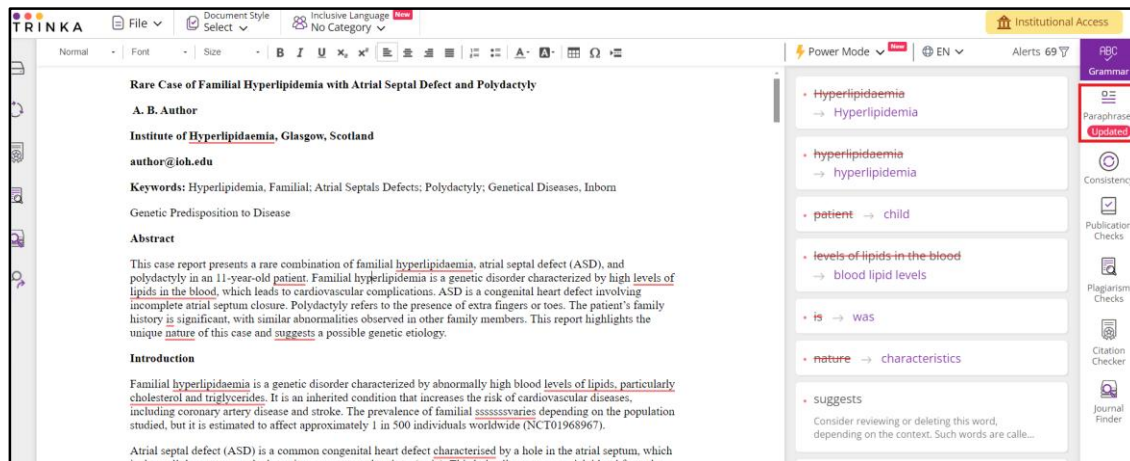 TRINKA
File
Document Style
Select
Inclusive Language New
No Category
Institutional Access
Normal Font Size B I U x₂ x² A A Ω
Power Mode New EN Alerts 69
Rare Case of Familial Hyperlipidemia with Atrial Septal Defect and Polydactyly
A. B. Author
Institute of Hyperlipidaemia, Glasgow, Scotland
author@ioh.edu
Keywords: Hyperlipidemia, Familial; Atrial Septals Defects; Polydactyly; Genetical Diseases, Inborn
Genetic Predisposition to Disease
Abstract
This case report presents a rare combination of familial hyperlipidaemia, atrial septal defect (ASD), and
polydactyly in an 11-year-old patient. Familial hyperlipidemia is a genetic disorder characterized by high levels of
lipids in the blood, which leads to cardiovascular complications. ASD is a congenital heart defect involving
incomplete atrial septum closure. Polydactyly refers to the presence of extra fingers or toes. The patient's family
history is significant, with similar abnormalities observed in other family members. This report highlights the
unique nature of this case and suggests a possible genetic etiology.
Introduction
Familial hyperlipidaemia is a genetic disorder characterized by abnormally high blood levels of lipids, particularly
cholesterol and triglycerides. It is an inherited condition that increases the risk of cardiovascular diseases,
including coronary artery disease and stroke. The prevalence of familial sssssssvaries depending on the population
studied, but it is estimated to affect approximately 1 in 500 individuals worldwide (NCT01968967).
Atrial septal defect (ASD) is a common congenital heart defect characterised by a hole in the atrial septum, which
Hyperlipidaemia
→ Hyperlipidemia
hyperlipidaemia
→ hyperlipidemia
patient → child
levels of lipids in the blood
→ blood lipid levels
is → was
nature → characteristics
suggests
Consider reviewing or deleting this word,
depending on the context. Such words are calle...
ABC
Grammar
Paraphrase
Updated
Consistency
Publication
Checks
Plagiarism
Checks
Citation
Checker
Journal
Finder